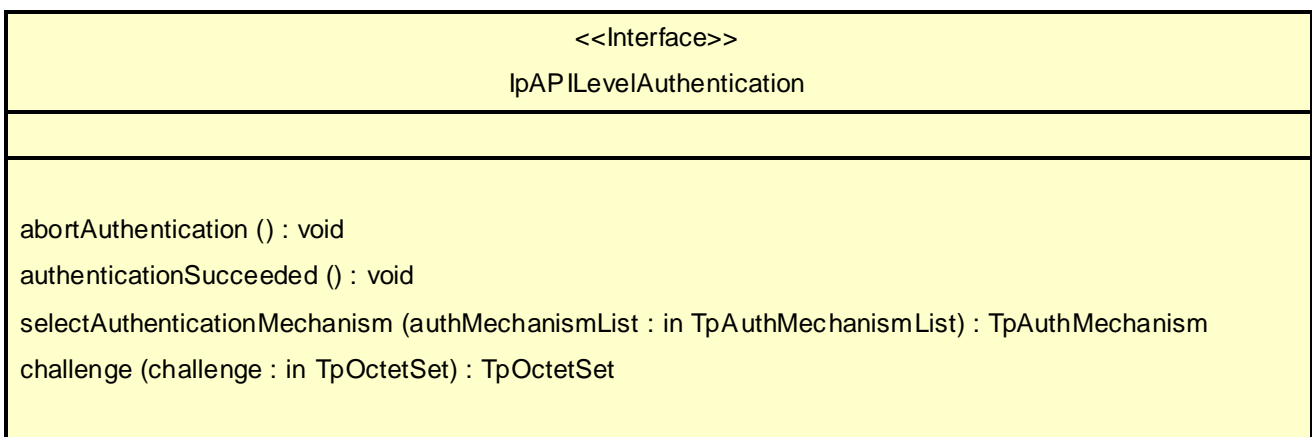 <<Interface>>
IpAPILevelAuthentication
abortAuthentication () : void
authenticationSucceeded () : void
selectAuthenticationMechanism (authMechanismList : in TpAuthMechanismList) : TpAuthMechanism
challenge (challenge : in TpOctetSet) : TpOctetSet